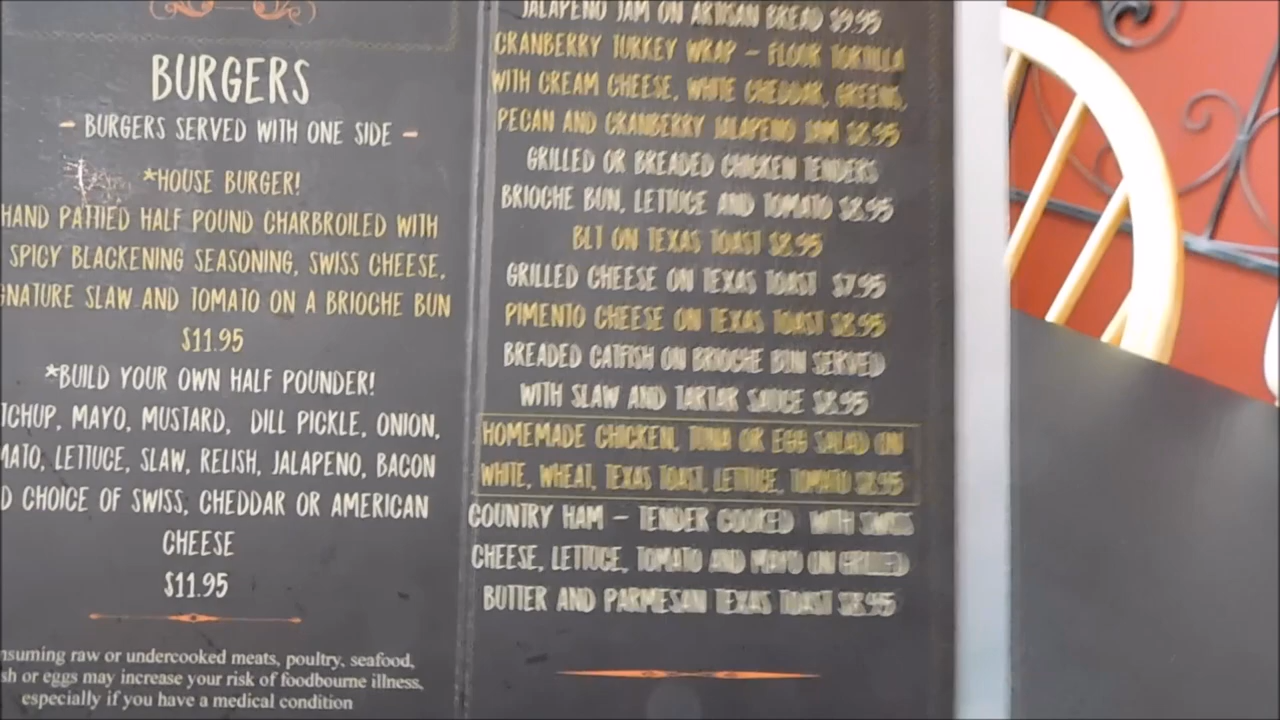 BURGERS
- BURGERS SERVED WITH ONE SIDE -
*HOUSE BURGER!
HAND PATTIED HALF POUND CHARBROILED WITH
SPICY BLACKENING SEASONING, SWISS CHEESE,
GNATURE SLAW AND TOMATO ON A BRIOCHE BUN
$11.95
*BUILD YOUR OWN HALF POUNDER!
TCHUP, MAYO, MUSTARD, DILL PICKLE, ONION,
MATO, LETTUCE, SLAW, RELISH, JALAPENO, BACON
D CHOICE OF SWISS, CHEDDAR OR AMERICAN
CHEESE
$11.95
nsuming raw or undercooked meats, poultry, seafood,
sh or eggs may increase your risk of foodbourne illness,
especially if you have a medical condition
JALAPENO JAM ON ARTISAN BREAD $9.95
CRANBERRY TURKEY WRAP - FLOUR TORTILLA
WITH CREAM CHEESE, WHITE CHEDDAR, GREENS,
PECAN AND CRANBERRY JALAPENO JAM $8.95
GRILLED OR BREADED CHICKEN TENDERS
BRIOCHE BUN, LETTUCE AND TOMATO $8.95
BLT ON TEXAS TOAST $8.95
GRILLED CHEESE ON TEXAS TOAST $7.95
PIMENTO CHEESE ON TEXAS TOAST $8.95
BREADED CATFISH ON BRIOCHE BUN SERVED
WITH SLAW AND TARTAR SAUCE $8.95
HOMEMADE CHICKEN, TUNA OR EGG SALAD ON
WHITE, WHEAT, TEXAS TOAST, LETTUCE, TOMATO $8.95
COUNTRY HAM - TENDER COOKED WITH SWISS
CHEESE, LETTUCE, TOMATO AND MAYO ON GRILLED
BUTTER AND PARMESAN TEXAS TOAST $8.95